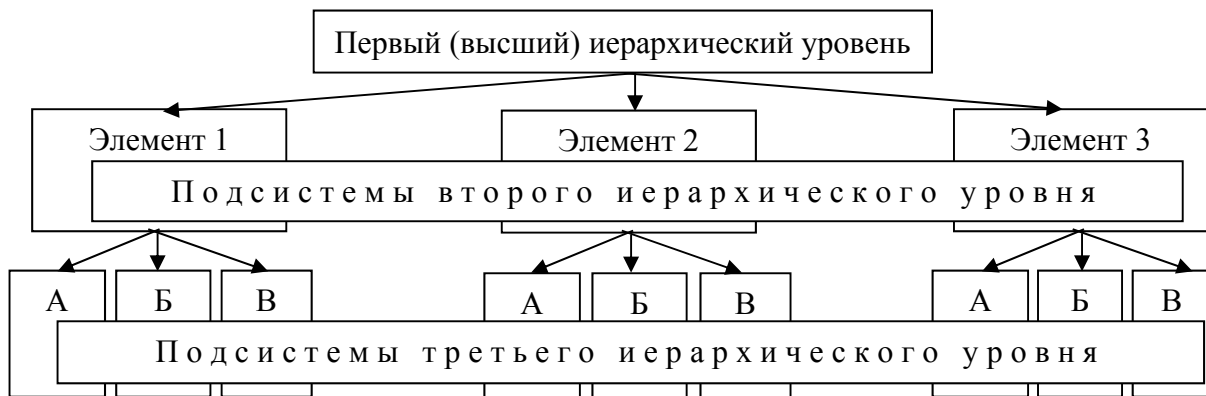 Первый (высший) иерархический уровень
Элемент 1 Элемент 2 Элемент 3
Подсистемы второго иерархического уровня
А Б В А Б В А Б В
Подсистемы третьего иерархического уровня